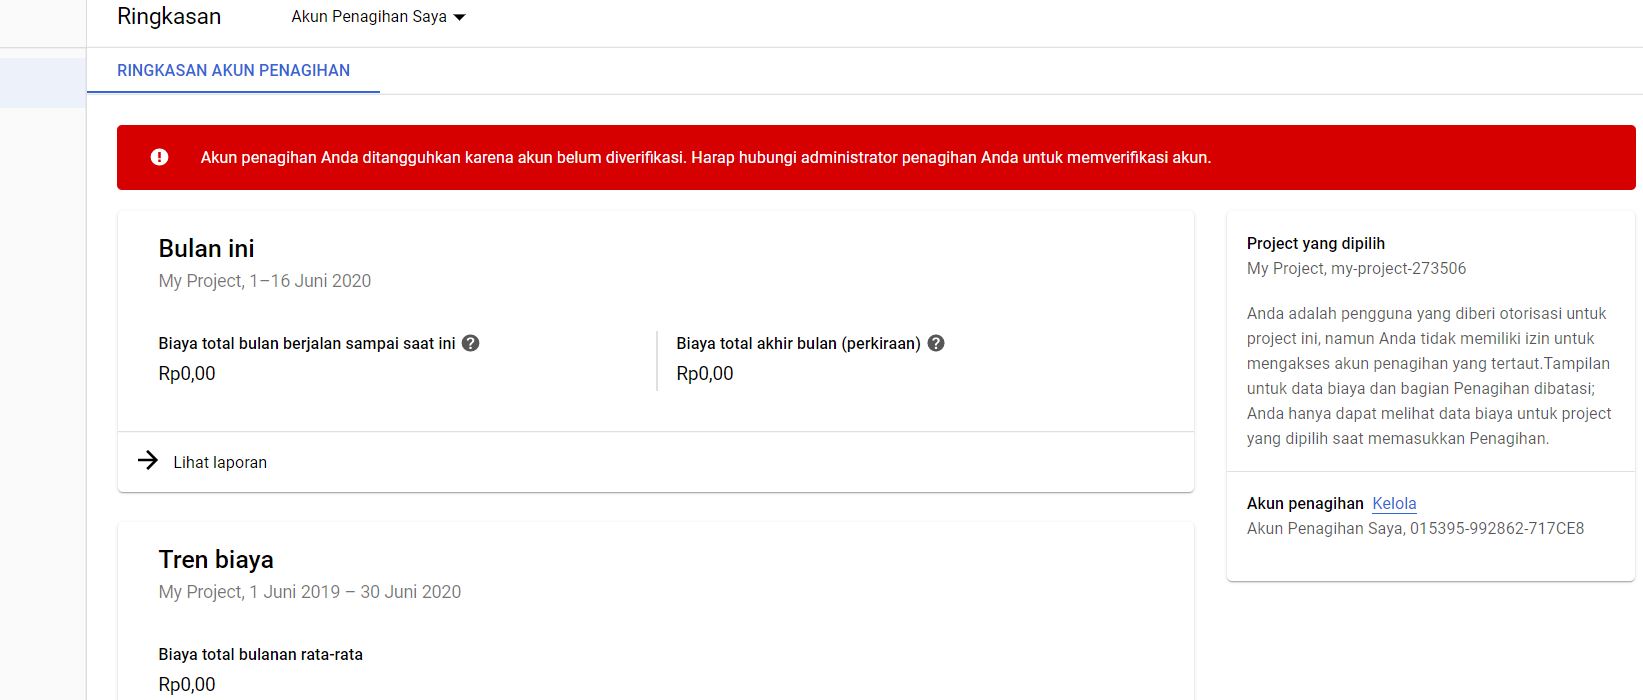 Ringkasan
Akun Penagihan Saya
RINGKASAN AKUN PENAGIHAN
Akun penagihan Anda ditangguhkan karena akun belum diverifikasi. Harap hubungi administrator penagihan Anda untuk memverifikasi akun.
Bulan ini
My Project, 1–16 Juni 2020
Biaya total bulan berjalan sampai saat ini
Rp0,00
Biaya total akhir bulan (perkiraan)
Rp0,00
Lihat laporan
Tren biaya
My Project, 1 Juni 2019 – 30 Juni 2020
Biaya total bulanan rata-rata
Rp0,00
Project yang dipilih
My Project, my-project-273506
Anda adalah pengguna yang diberi otorisasi untuk
project ini, namun Anda tidak memiliki izin untuk
mengakses akun penagihan yang tertaut.Tampilan
untuk data biaya dan bagian Penagihan dibatasi;
Anda hanya dapat melihat data biaya untuk project
yang dipilih saat memasukkan Penagihan.
Akun penagihan Kelola
Akun Penagihan Saya, 015395-992862-717CE8